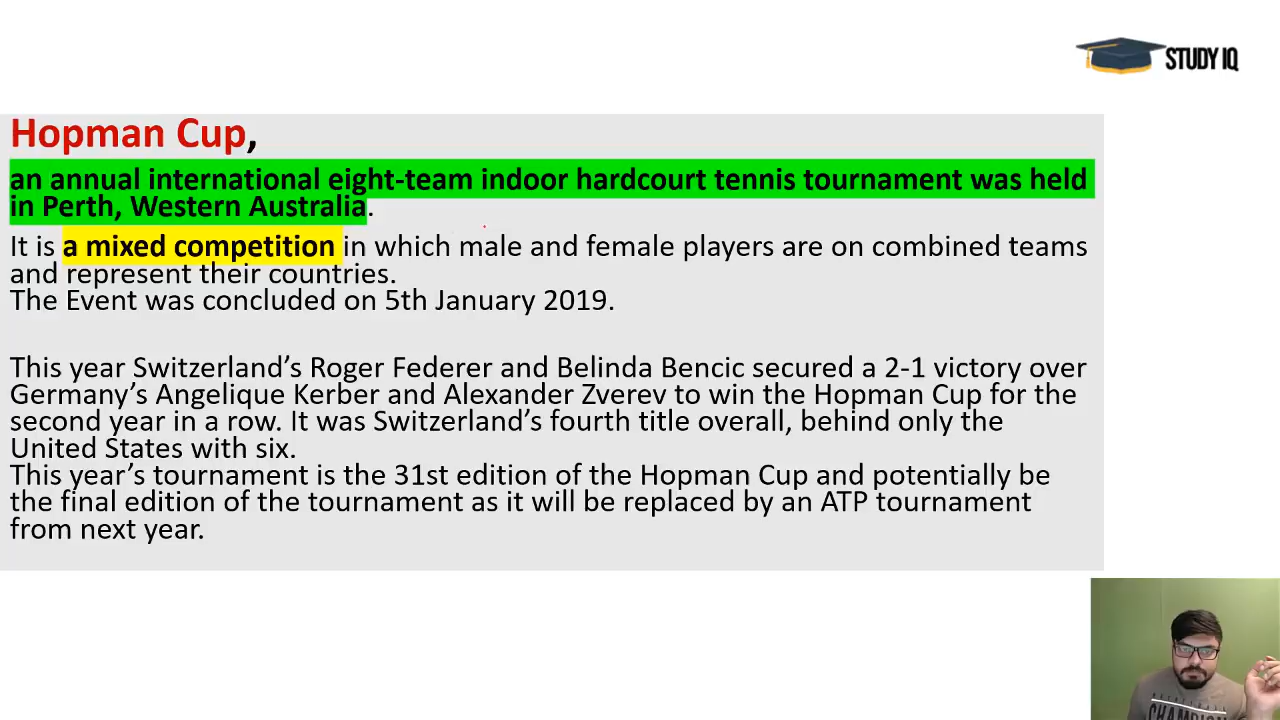 STUDY IQ
Hopman Cup,
an annual international eight-team indoor hardcourt tennis tournament was held
in Perth, Western Australia.
It is a mixed competition in which male and female players are on combined teams
and represent their countries.
The Event was concluded on 5th January 2019.
This year Switzerland’s Roger Federer and Belinda Bencic secured a 2-1 victory over
Germany’s Angelique Kerber and Alexander Zverev to win the Hopman Cup for the
second year in a row. It was Switzerland’s fourth title overall, behind only the
United States with six.
This year’s tournament is the 31st edition of the Hopman Cup and potentially be
the final edition of the tournament as it will be replaced by an ATP tournament
from next year.
CHAMPION